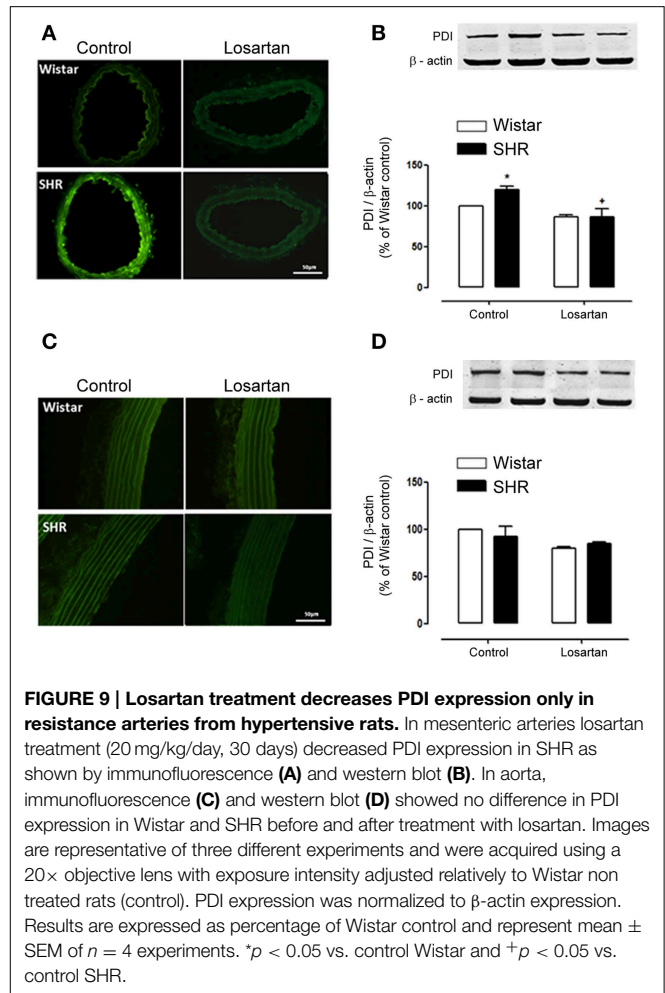 A
Control Losartan
Wistar
SHR
50µm
B
PDI
β - actin
Wistar
SHR
PDI / β-actin
(% of Wistar control)
150
100
50
*
+
Control Losartan
C
Control Losartan
Wistar
SHR
50µm
D
PDI
β - actin
Wistar
SHR
PDI / β-actin
(% of Wistar control)
150
100
50
Control Losartan
FIGURE 9 | Losartan treatment decreases PDI expression only in
resistance arteries from hypertensive rats. In mesenteric arteries losartan
treatment (20 mg/kg/day, 30 days) decreased PDI expression in SHR as
shown by immunofluorescence (A) and western blot (B). In aorta,
immunofluorescence (C) and western blot (D) showed no difference in PDI
expression in Wistar and SHR before and after treatment with losartan. Images
are representative of three different experiments and were acquired using a
20× objective lens with exposure intensity adjusted relatively to Wistar non
treated rats (control). PDI expression was normalized to β-actin expression.
Results are expressed as percentage of Wistar control and represent mean ±
SEM of n = 4 experiments. *p < 0.05 vs. control Wistar and +p < 0.05 vs.
control SHR.